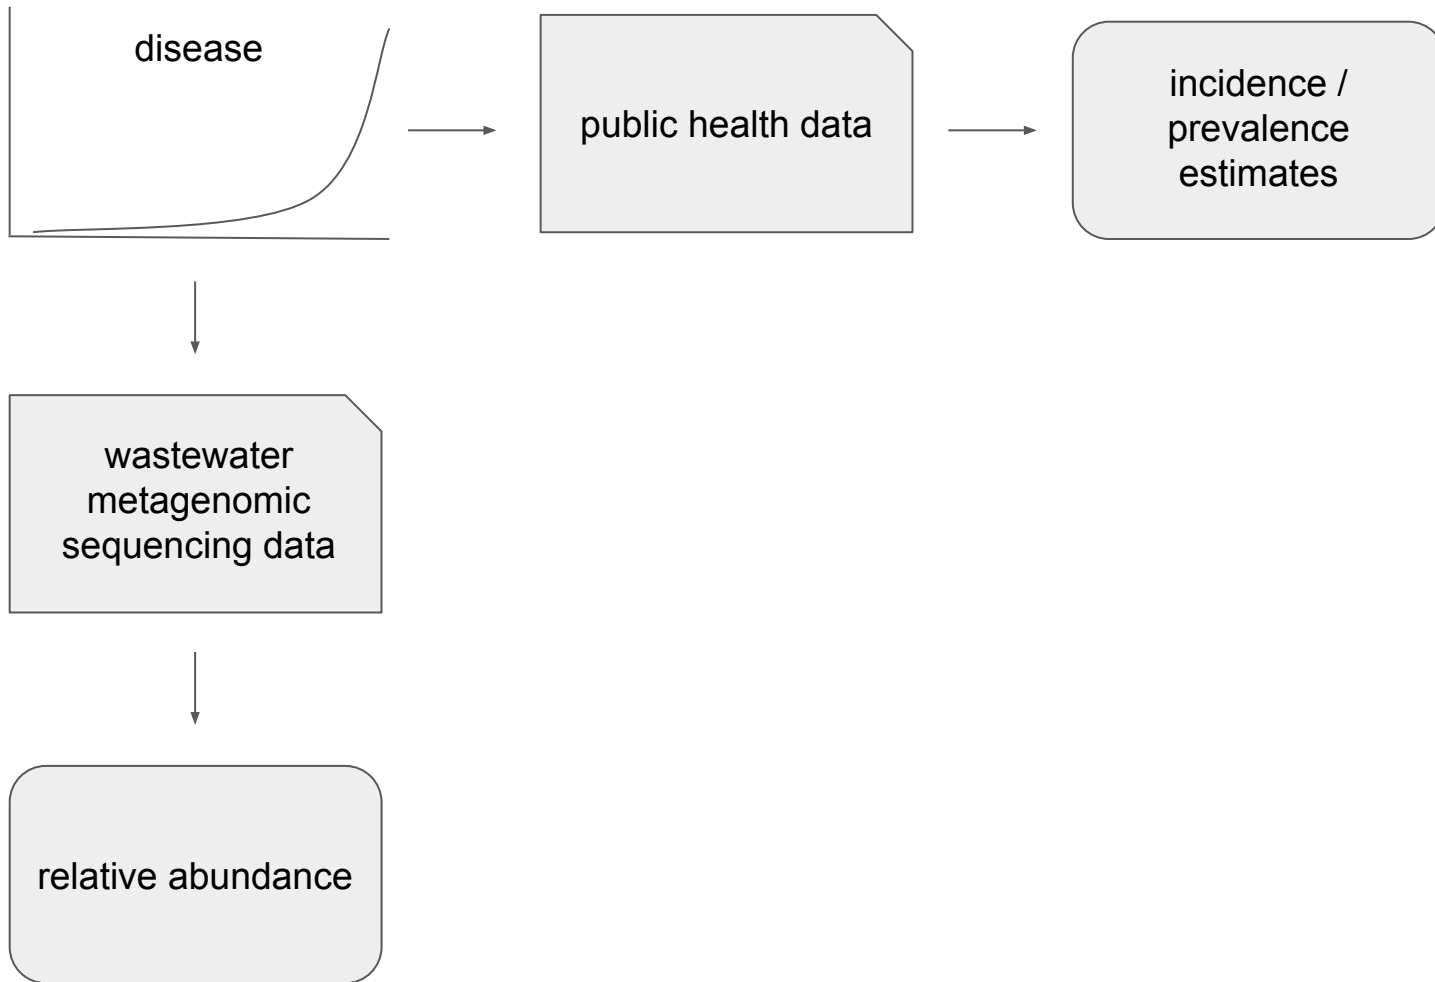 disease
public health data
incidence /
prevalence
estimates
wastewater
metagenomic
sequencing data
relative abundance